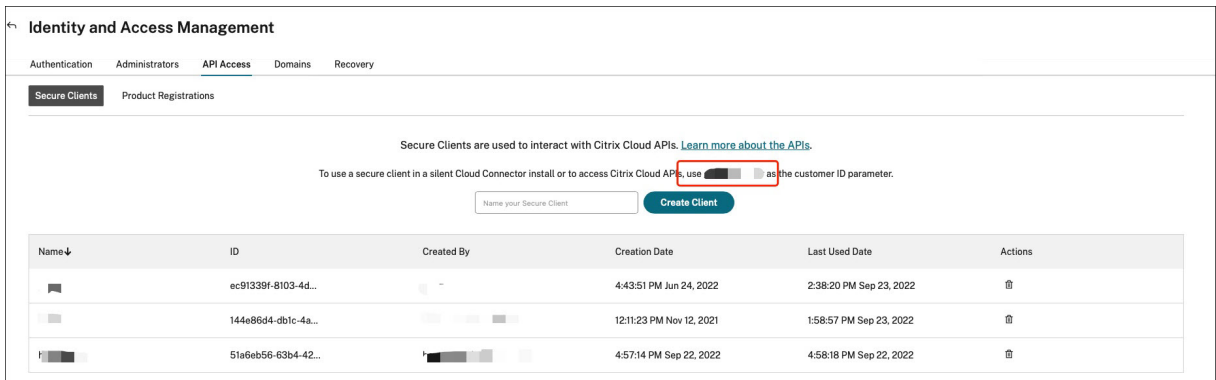 Identity and Access Management
Authentication Administrators API Access Domains Recovery
Secure Clients Product Registrations
Secure Clients are used to interact with Citrix Cloud APIs. Learn more about the APIs.
To use a secure client in a silent Cloud Connector install or to access Citrix Cloud APIs, use as the customer ID parameter.
Name your Secure Client Create Client
Name ID Created By Creation Date Last Used Date Actions
ec91339f-8103-4d... 4:43:51 PM Jun 24, 2022 2:38:20 PM Sep 23, 2022
144e86d4-db1c-4a... 12:11:23 PM Nov 12, 2021 1:58:57 PM Sep 23, 2022
51a6eb56-63b4-42... 4:57:14 PM Sep 22, 2022 4:58:18 PM Sep 22, 2022